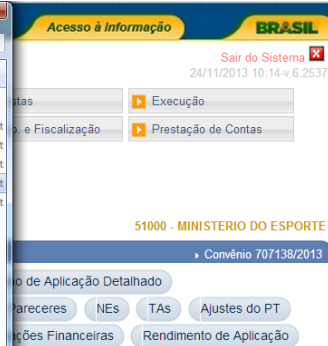 Acesso à Informação BRASIL
Sair do Sistema
24/11/2013 10:14-v.6.2537
Execução
e Fiscalização Prestação de Contas
51000 - MINISTERIO DO ESPORTE
Convênio 707138/2013
de Aplicação Detalhado
Pareceres NEs TAs Ajustes do PT
Financeiras Rendimento de Aplicação